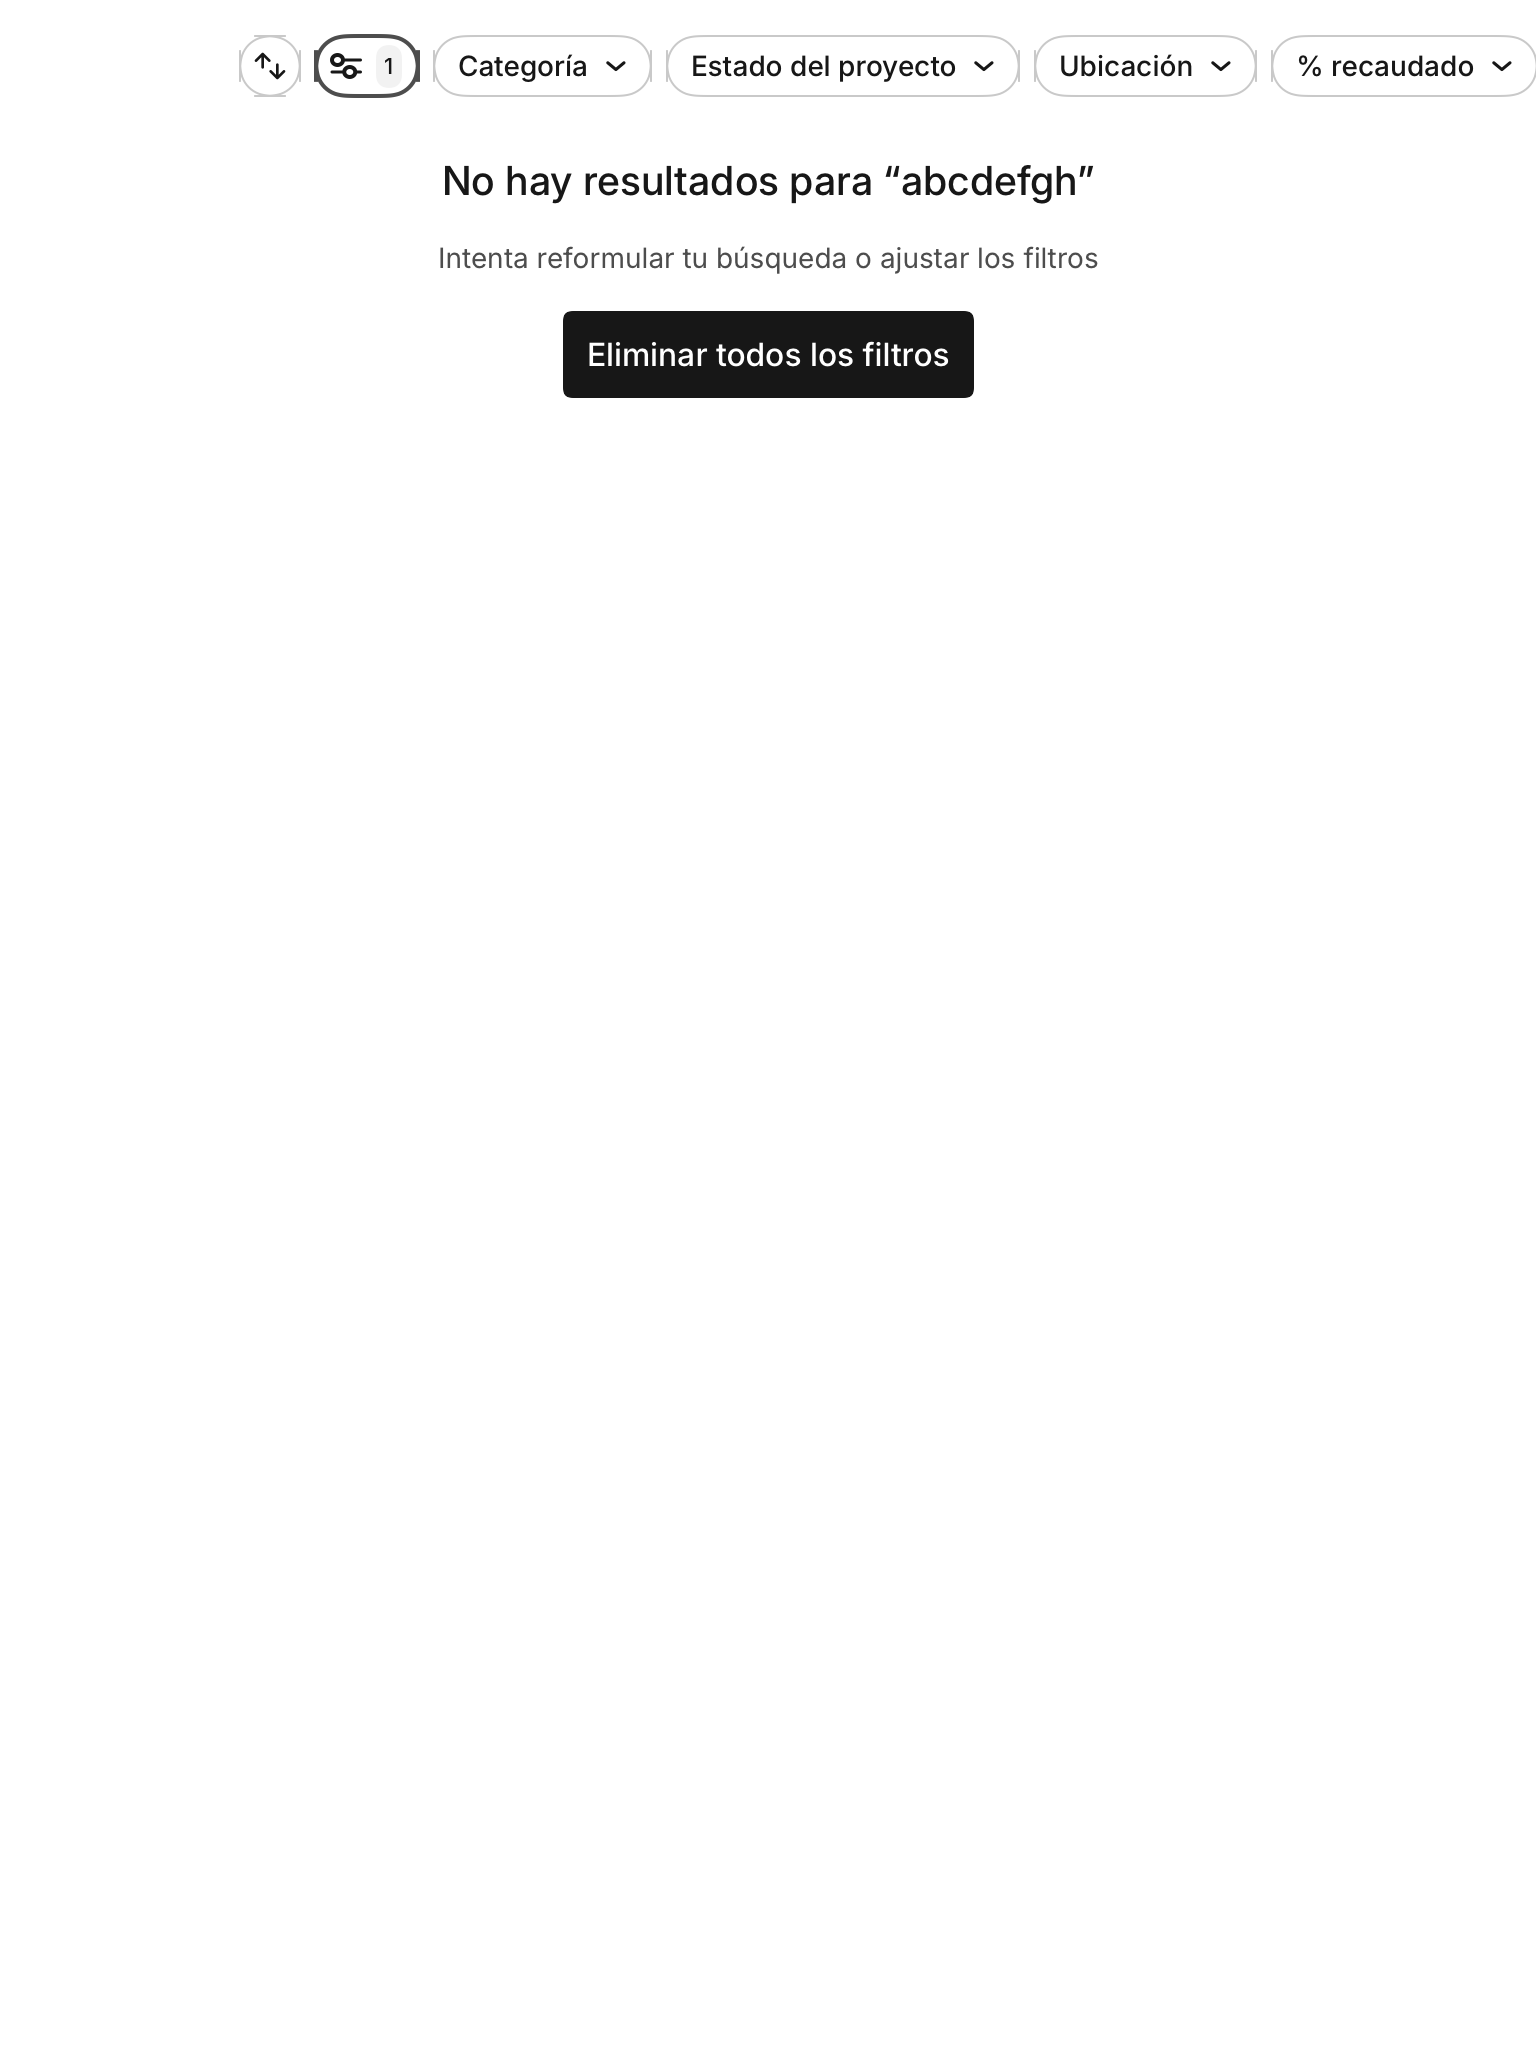 1 Categoría Estado del proyecto Ubicación % recaudado
No hay resultados para “abcdefgh”
Intenta reformular tu búsqueda o ajustar los filtros
Eliminar todos los filtros